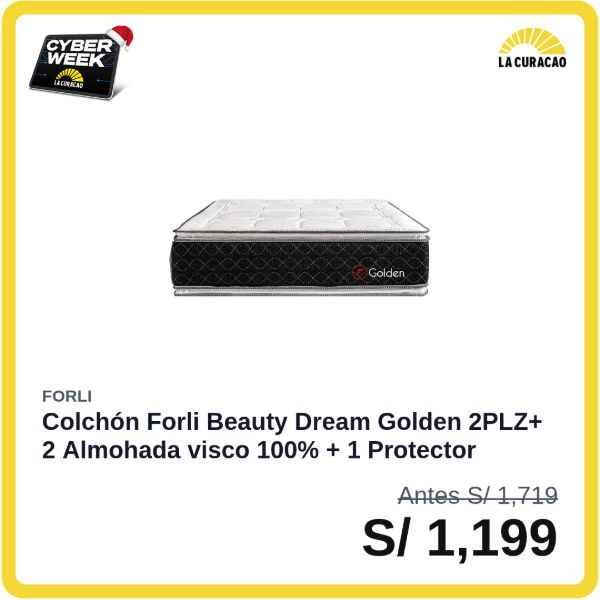 CYBER
WEEK
LA CURACAO
LA CURACAO
Golden
FORLI
Colchón Forli Beauty Dream Golden 2PLZ+
2 Almohada visco 100% + 1 Protector
Antes S/ 1,719
S/ 1,199